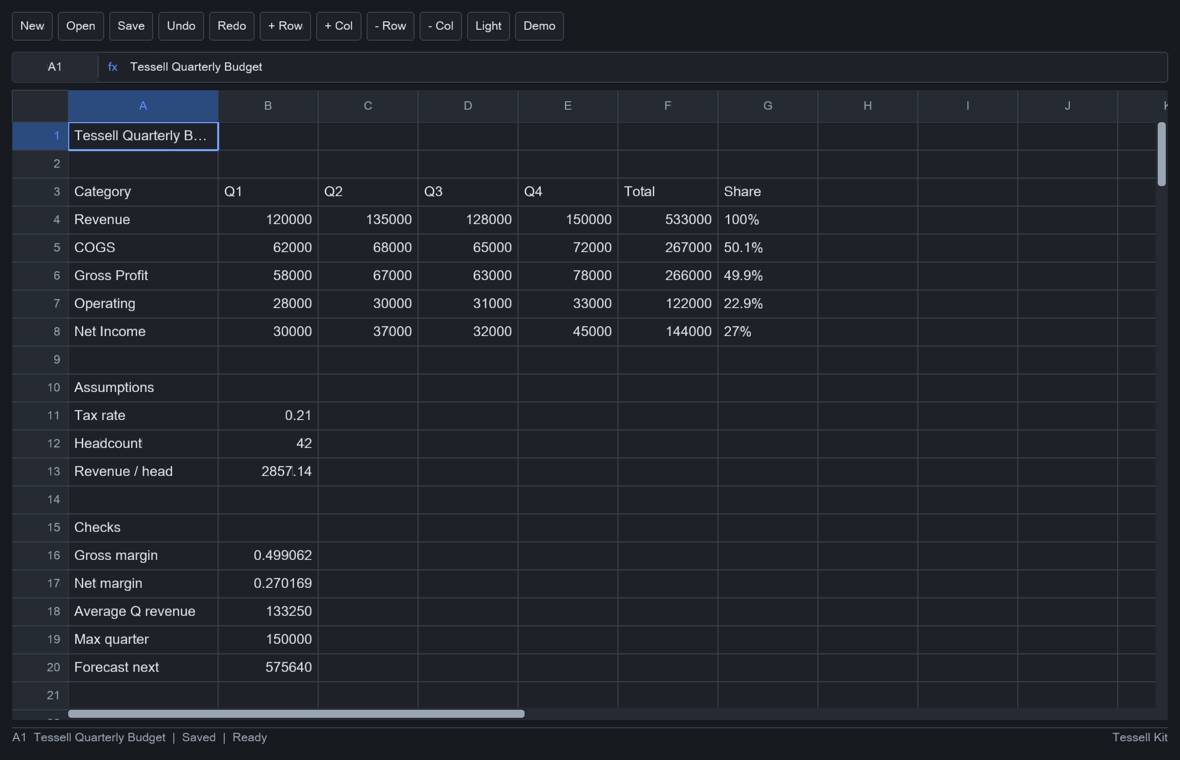 New Open Save Undo Redo + Row + Col - Row - Col Light Demo
A1 fx Tessell Quarterly Budget
A B C D E F G H I J
1 Tessell Quarterly B...
2
3 Category Q1 Q2 Q3 Q4 Total Share
4 Revenue 120000 135000 128000 150000 533000 100%
5 COGS 62000 68000 65000 72000 267000 50.1%
6 Gross Profit 58000 67000 63000 78000 266000 49.9%
7 Operating 28000 30000 31000 33000 122000 22.9%
8 Net Income 30000 37000 32000 45000 144000 27%
9
10 Assumptions
11 Tax rate 0.21
12 Headcount 42
13 Revenue / head 2857.14
14
15 Checks
16 Gross margin 0.499062
17 Net margin 0.270169
18 Average Q revenue 133250
19 Max quarter 150000
20 Forecast next 575640
21
A1 Tessell Quarterly Budget | Saved | Ready Tessell Kit